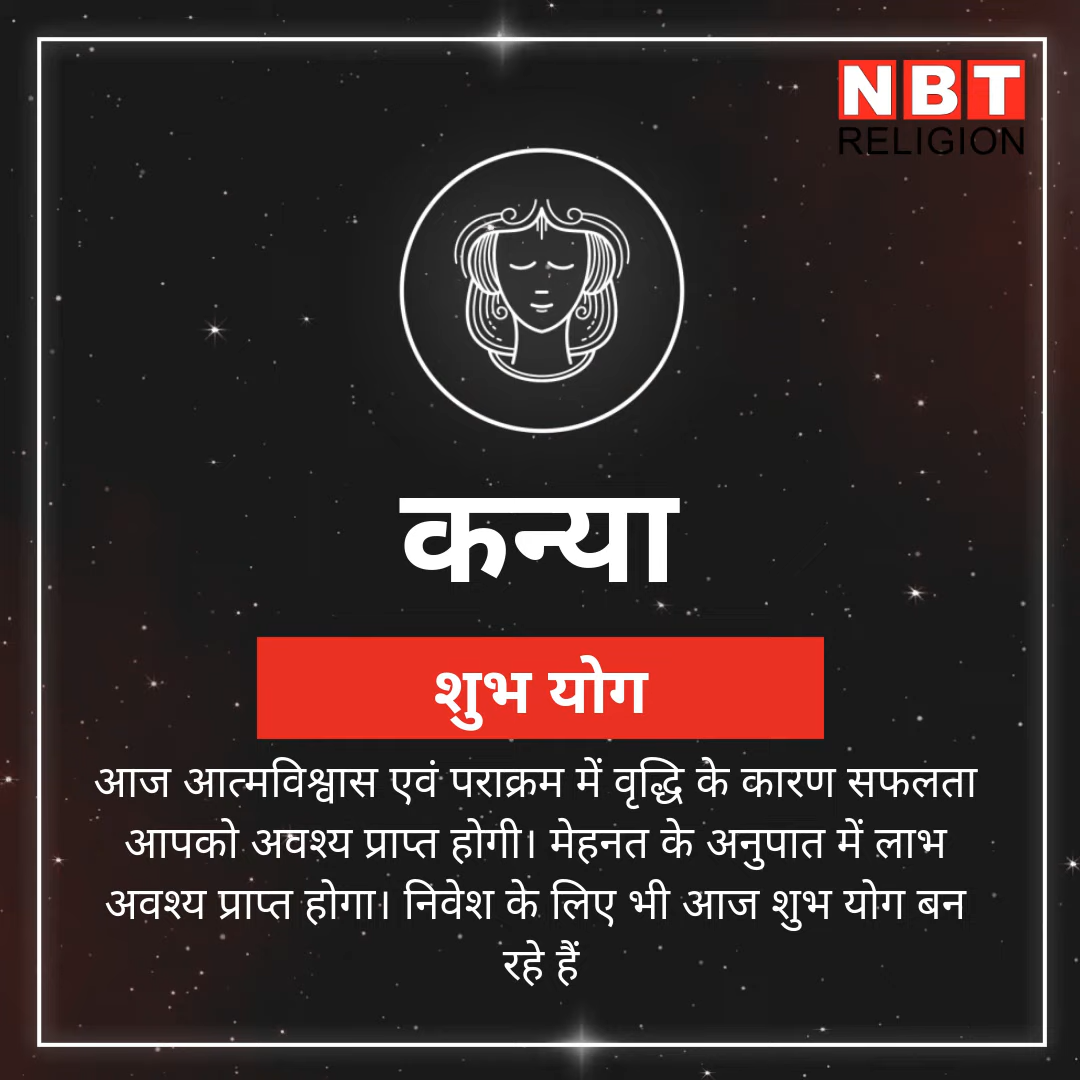 NBT
RELIGION
कन्या
शुभ योग
आज आत्मविश्वास एवं पराक्रम में वृद्धि के कारण सफलता
आपको अवश्य प्राप्त होगी। मेहनत के अनुपात में लाभ
अवश्य प्राप्त होगा। निवेश के लिए भी आज शुभ योग बन
रहे हैं